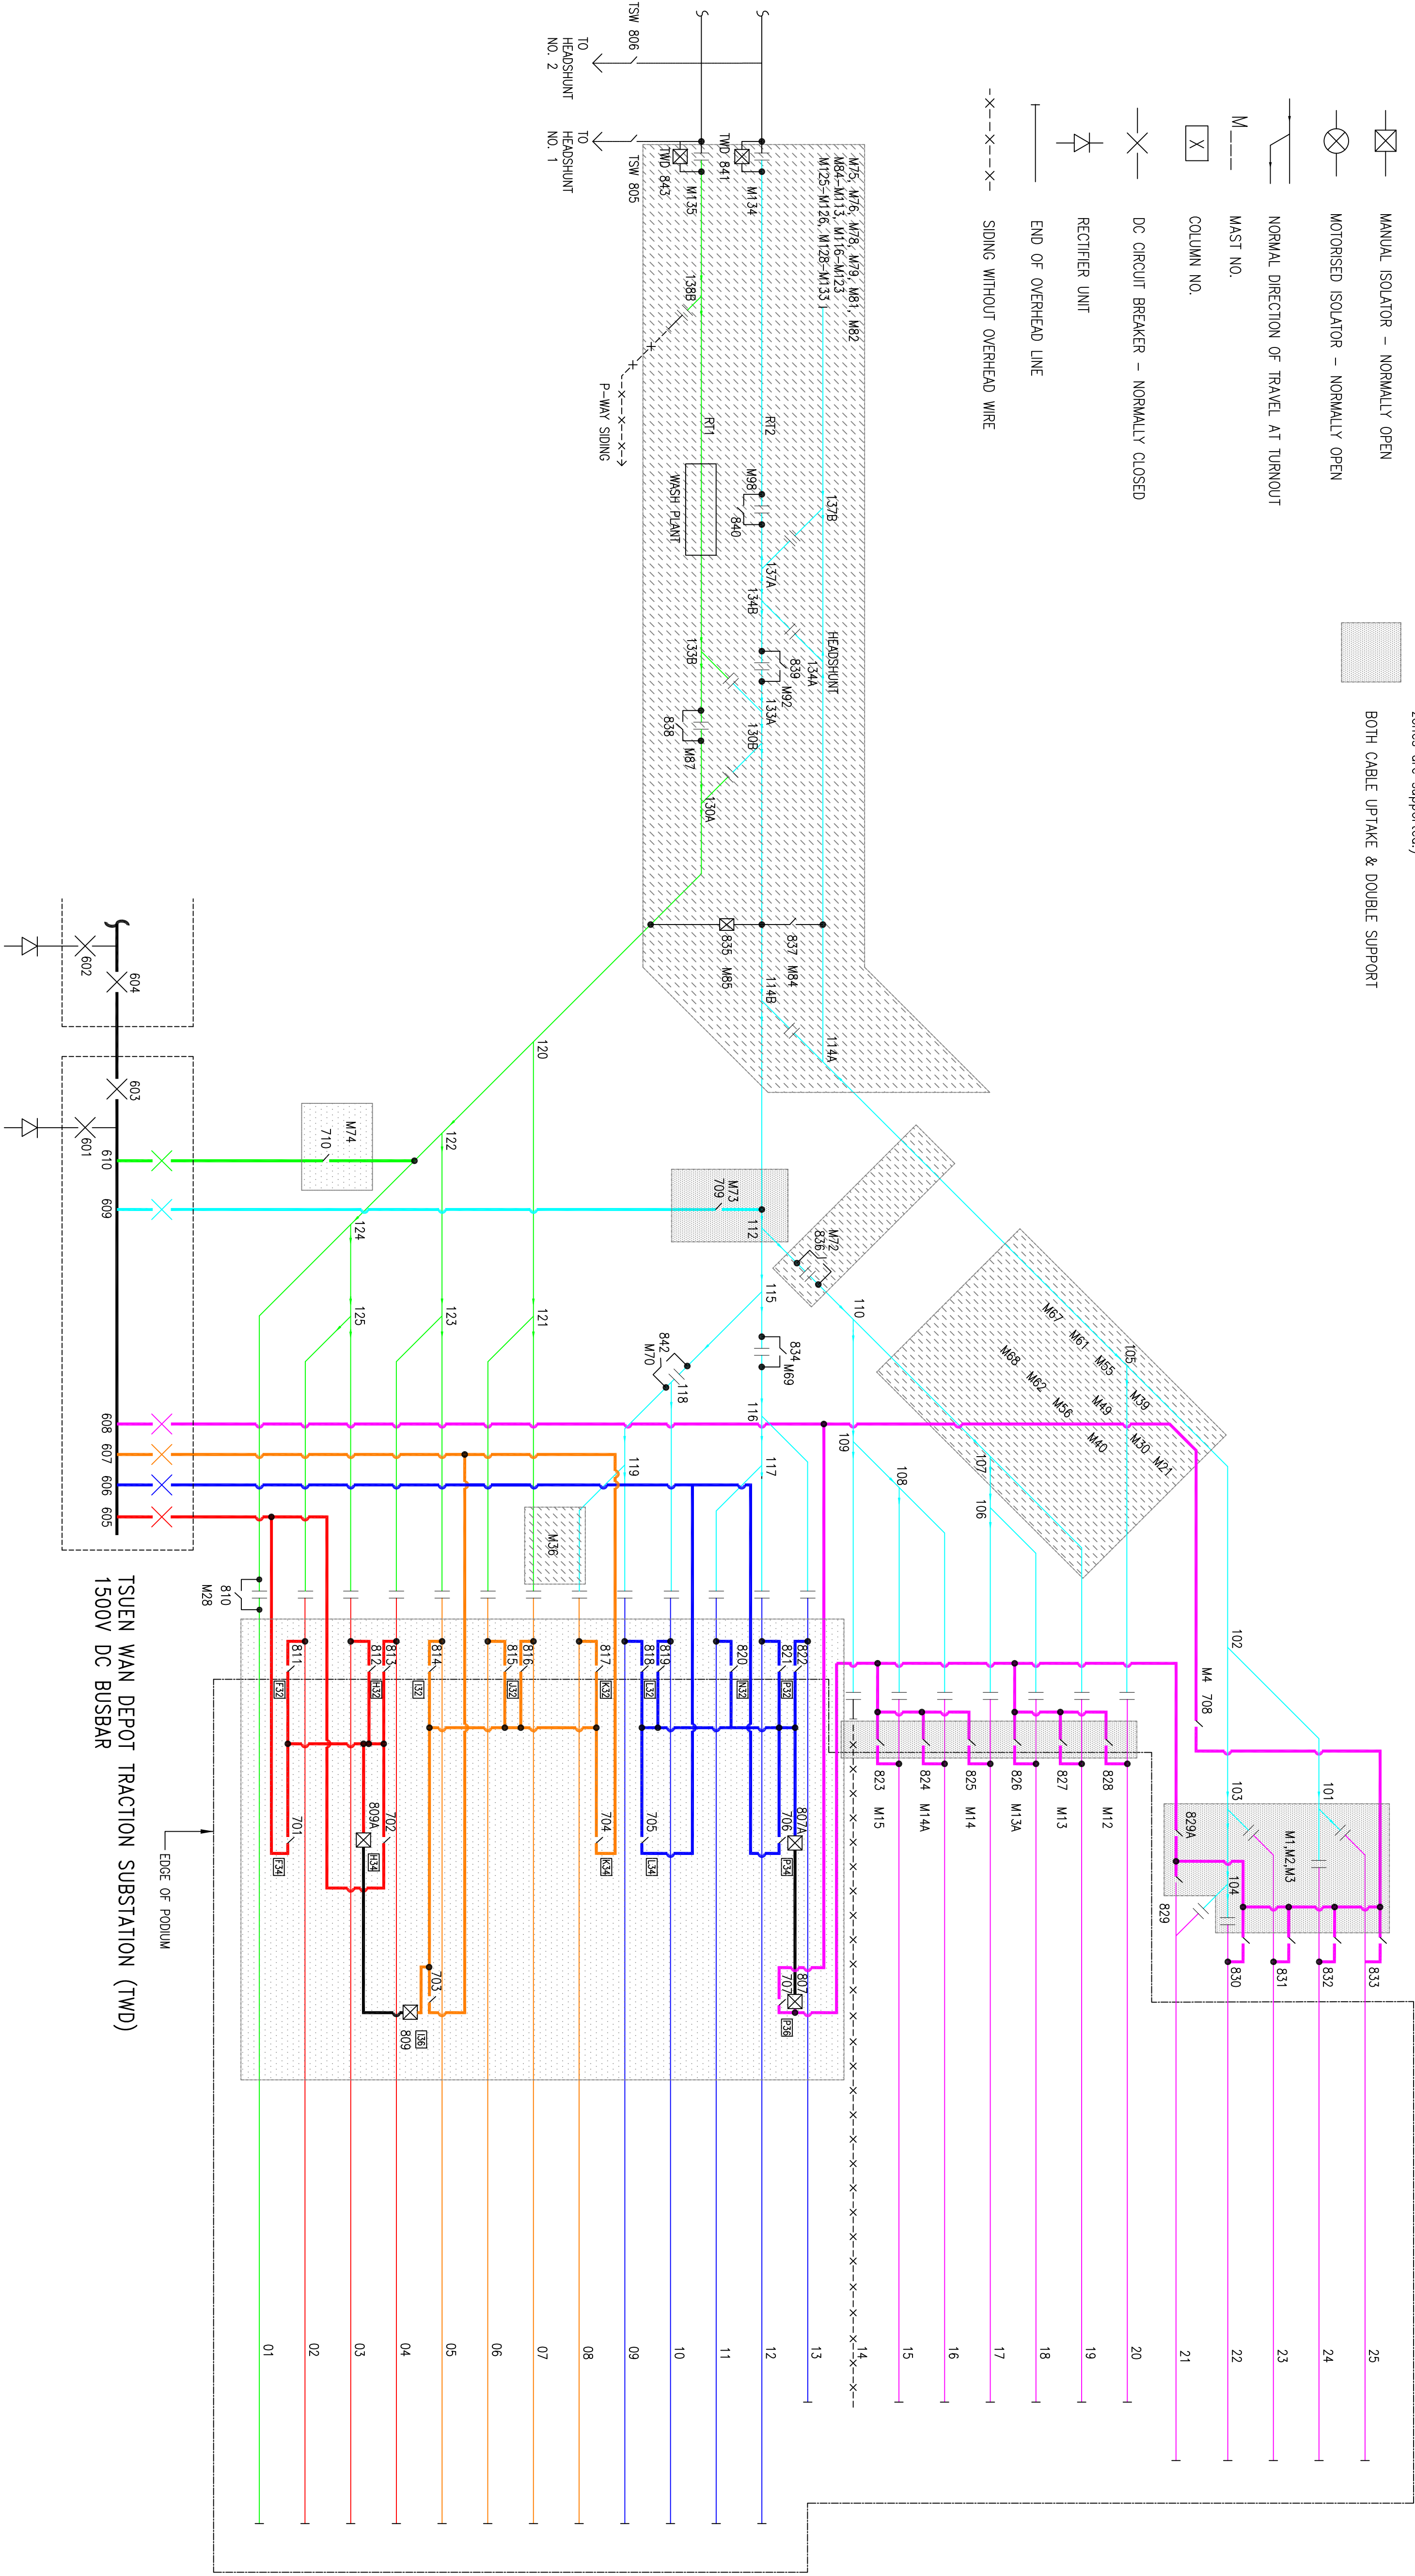 zones are supported.)
BOTH CABLE UPTAKE & DOUBLE SUPPORT
MANUAL ISOLATOR – NORMALLY OPEN
MOTORISED ISOLATOR – NORMALLY OPEN
NORMAL DIRECTION OF TRAVEL AT TURNOUT
M
MAST NO.
X
COLUMN NO.
DC CIRCUIT BREAKER – NORMALLY CLOSED
RECTIFIER UNIT
END OF OVERHEAD LINE
SIDING WITHOUT OVERHEAD WIRE
TSW 806
TO
HEADSHUNT
NO. 2
TSW 805
TO
HEADSHUNT
NO. 1
M75, M76, M78, M79, M81, M82
M84-M113, M116-M123
M125-M126, M128-M133
TWD 841
M134
TWD 843
M135
138B
P-WAY SIDING
RT2
RT1
WASH PLANT
M98
840
137B
137A
134B
HEADSHUNT
134A
839
M92
133B
133A
130B
838
M87
130A
837 M84
835 M85
114B
114A
120
122
124
M74
710
M73
709
112
M72
836
110
115
834
M69
842
M70
118
116
117
119
121
123
125
M67
M61
M55
M49
M39
M30
M21
M68
M62
M56
M40
105
109
108
107
106
102
M4 708
103
101
M1,M2,M3
104
829A
829
830
831
832
833
M36
810
M28
811
812
813
814
815
816
817
818
819
820
821
822
F32
H32
I32
J32
K32
L32
N32
P32
823 M15
824 M14A
825 M14
826 M13A
827 M13
828 M12
701
702
809A
704
705
706
807A
F34
H34
K34
L34
P34
703
809
I36
707
807
P36
602
604
603
601
610
609
608
607
606
605
TSUEN WAN DEPOT TRACTION SUBSTATION (TWD)
1500V DC BUSBAR
EDGE OF PODIUM
25
24
23
22
21
20
19
18
17
16
15
14
13
12
11
10
09
08
07
06
05
04
03
02
01